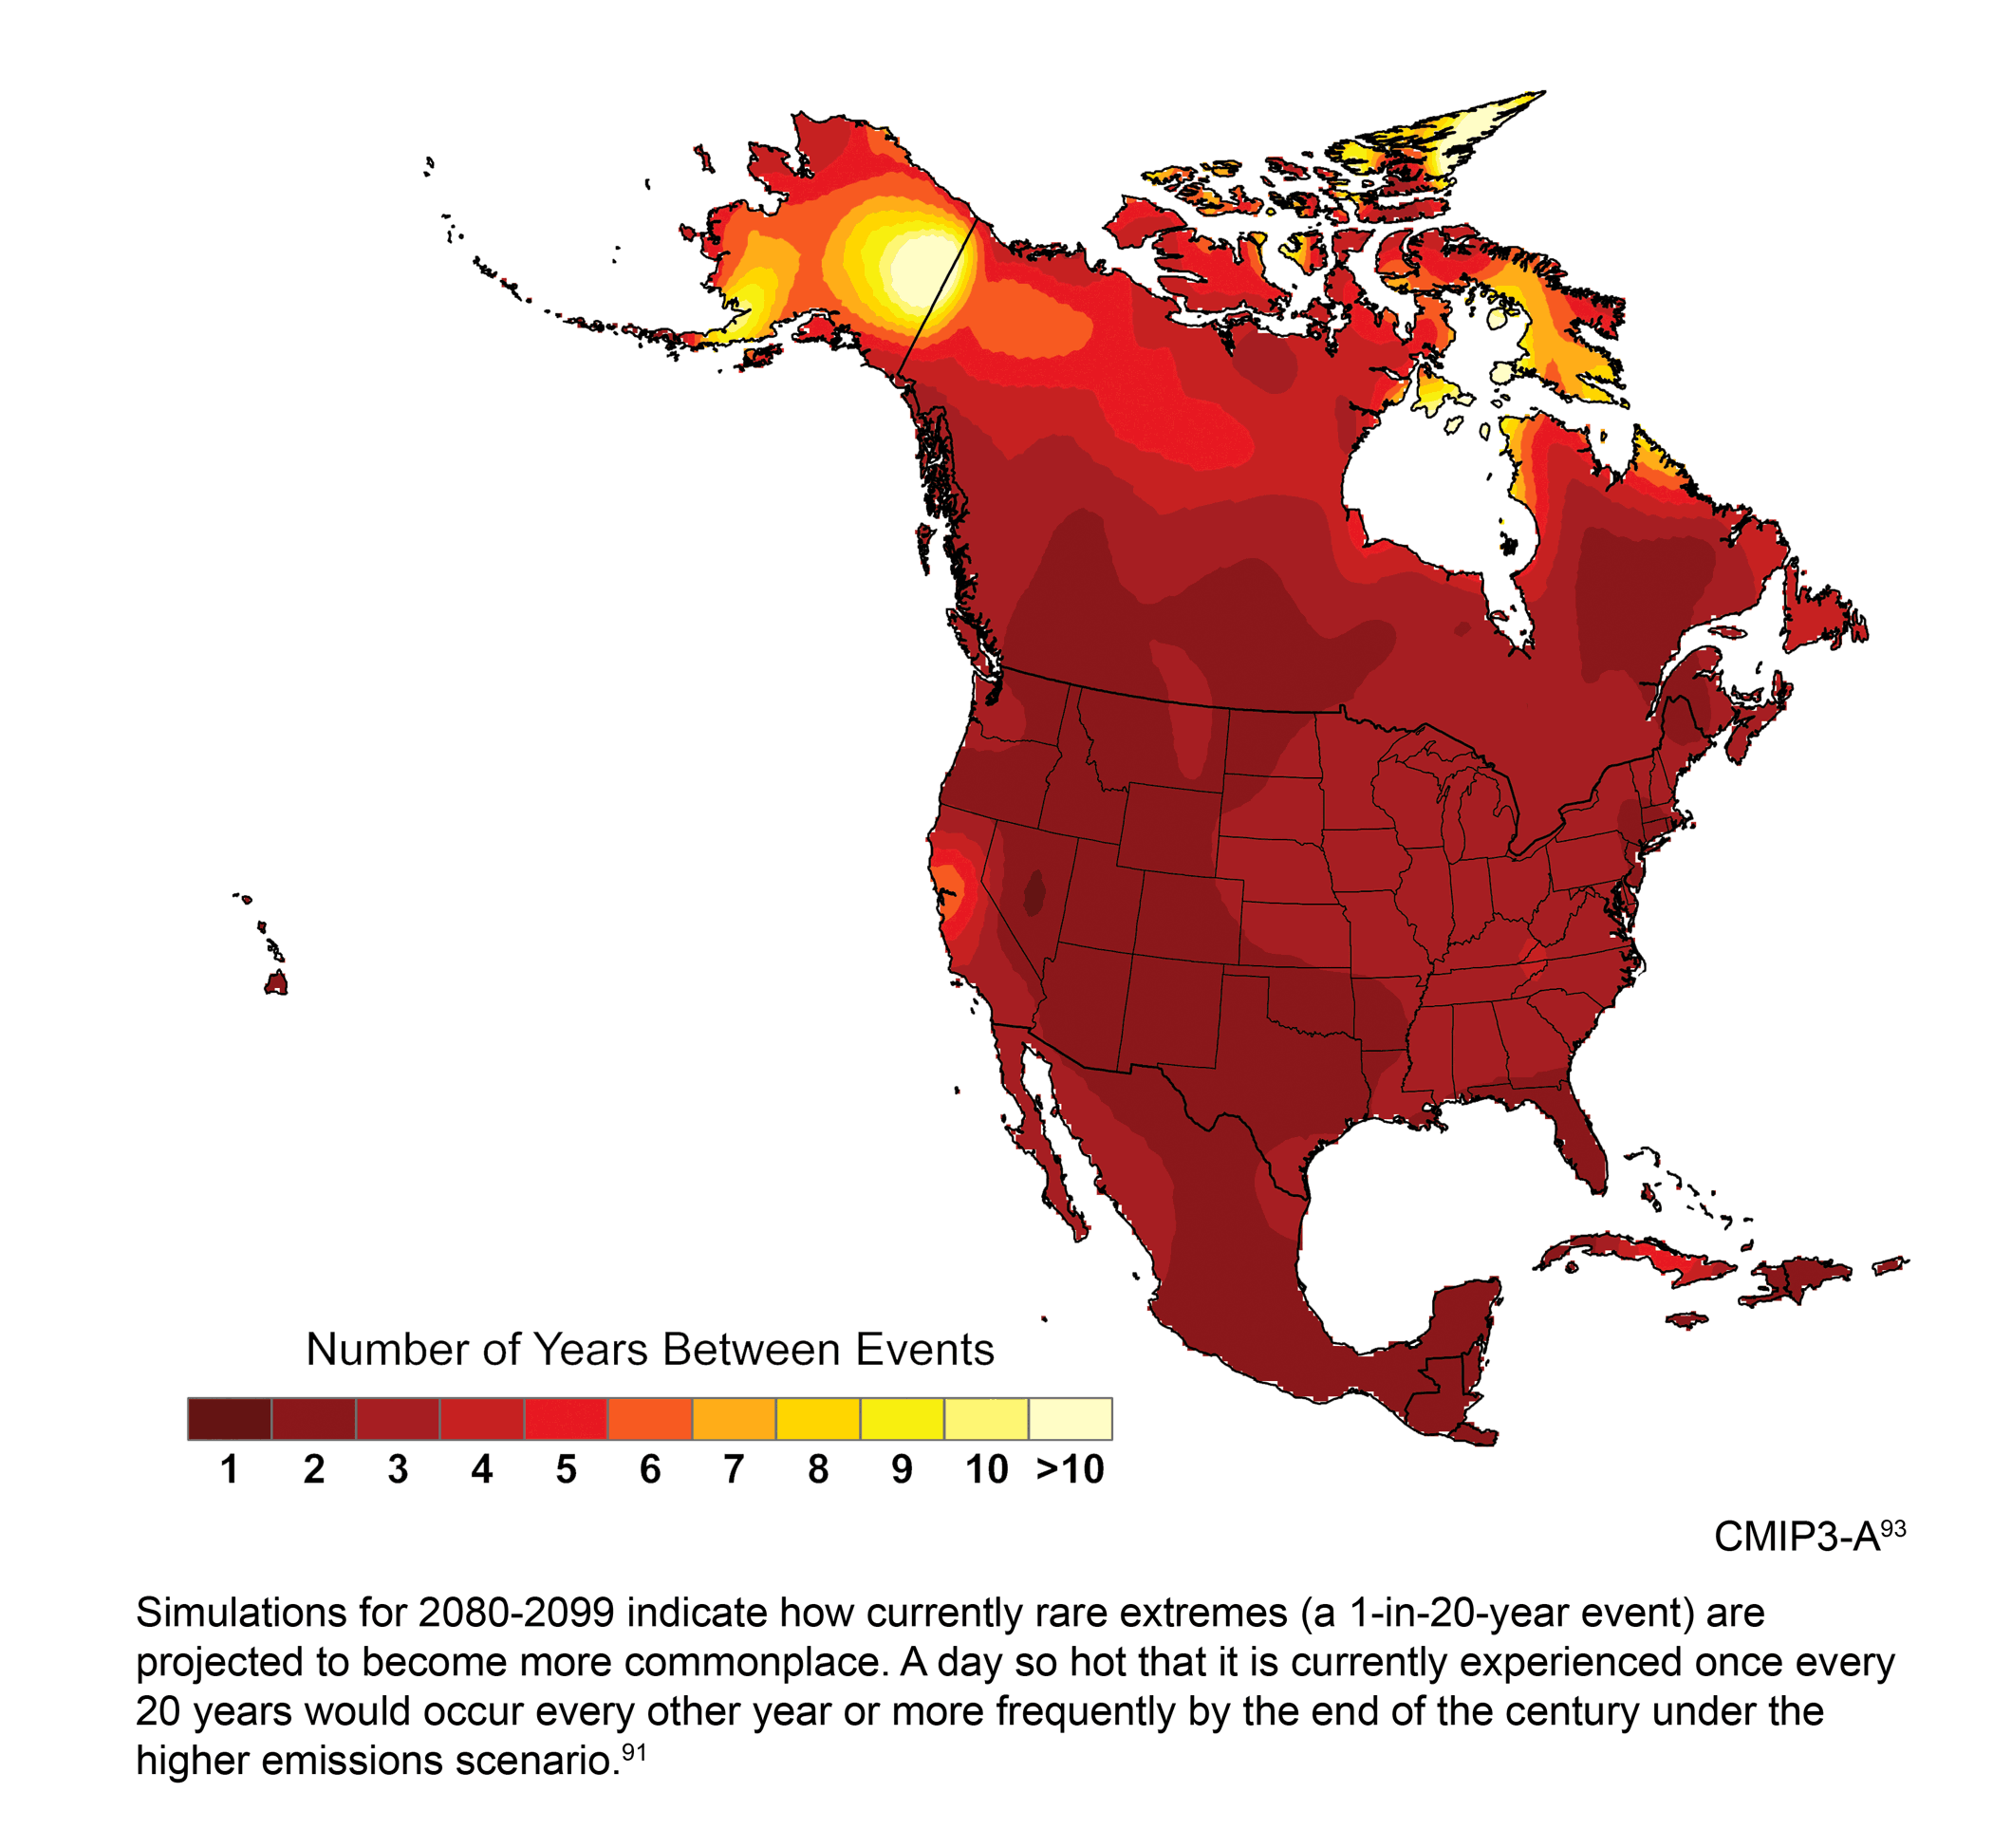 Number of Years Between Events
1 2 3 4 5 6 7 8 9 10 >10
CMIP3-A93
Simulations for 2080-2099 indicate how currently rare extremes (a 1-in-20-year event) are
projected to become more commonplace. A day so hot that it is currently experienced once every
20 years would occur every other year or more frequently by the end of the century under the
higher emissions scenario.91